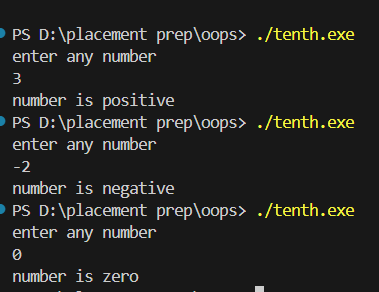 PS D:\placement prep\oops> ./tenth.exe
enter any number
3
number is positive
PS D:\placement prep\oops> ./tenth.exe
enter any number
-2
number is negative
PS D:\placement prep\oops> ./tenth.exe
enter any number
0
number is zero